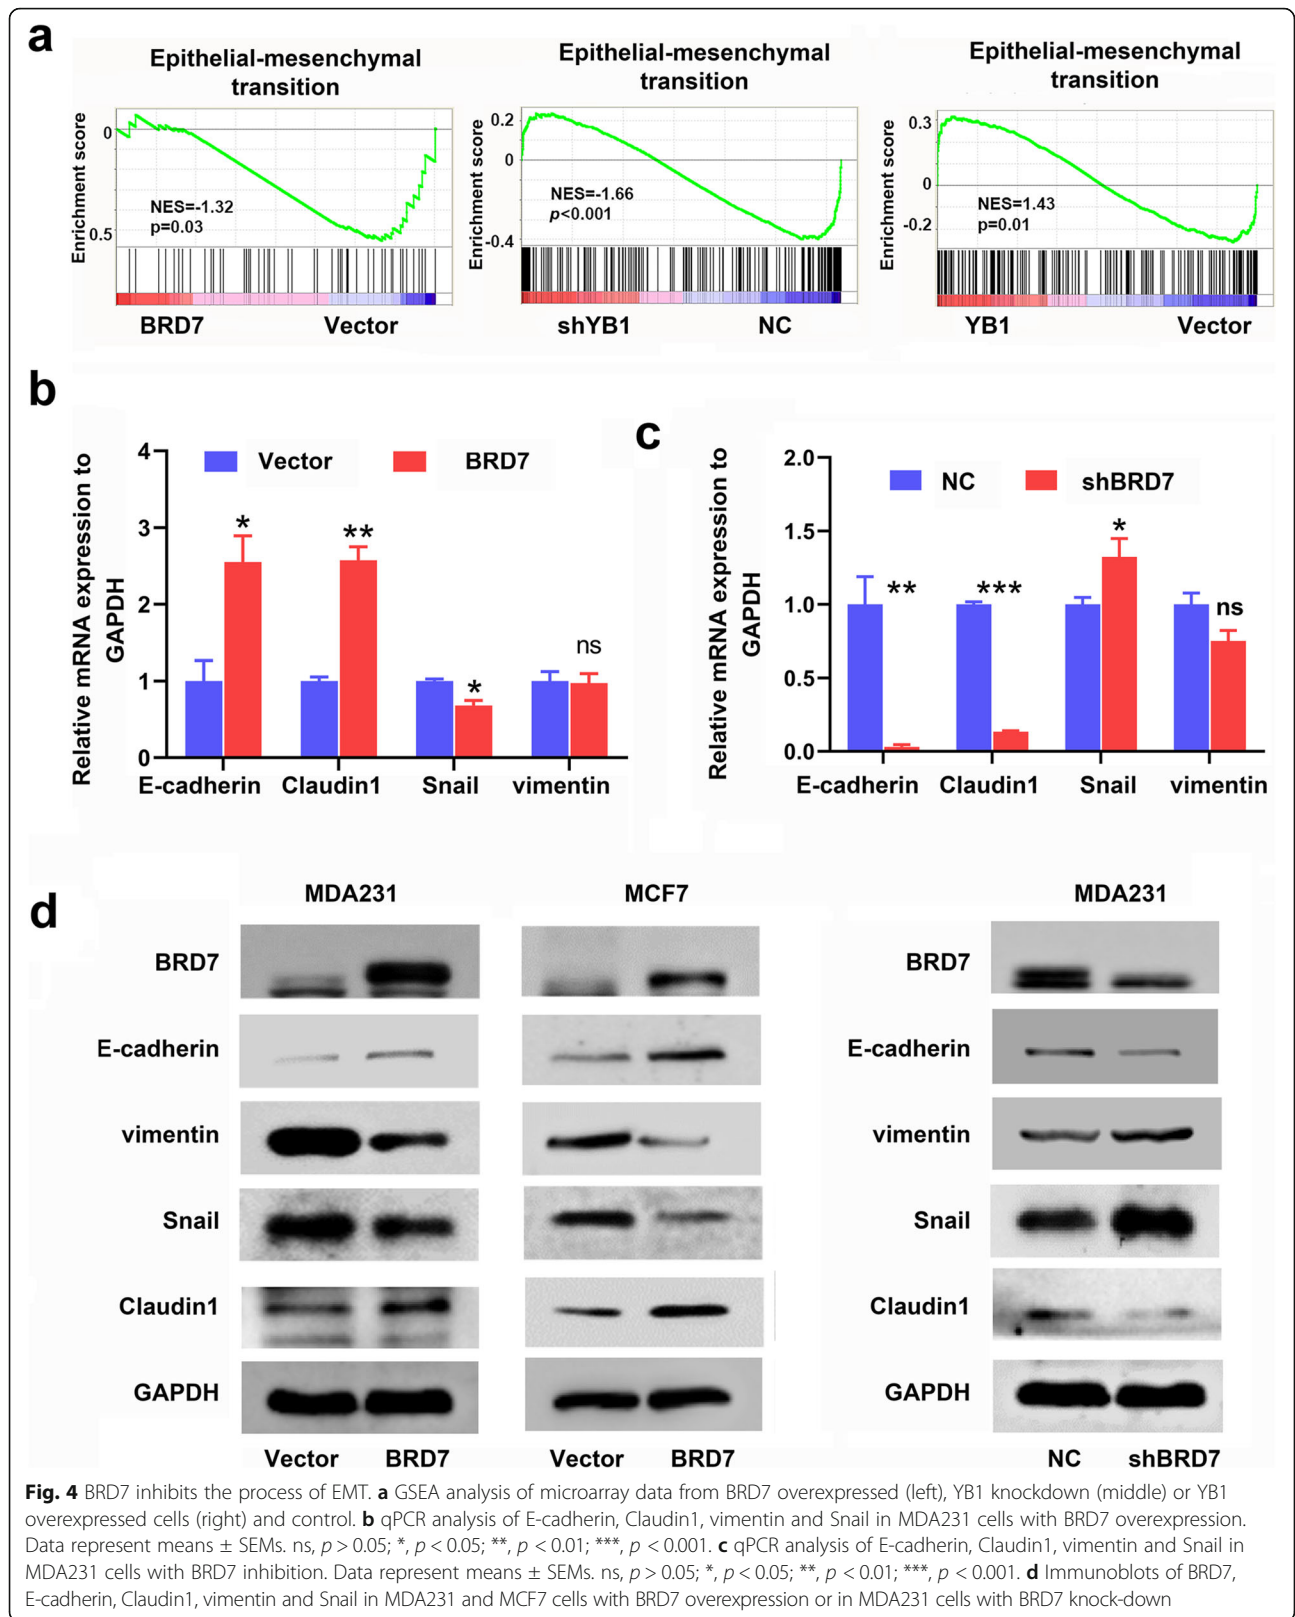 a
Epithelial-mesenchymal
transition
Enrichment score
0
0.5
NES=-1.32
p=0.03
BRD7 Vector
Epithelial-mesenchymal
transition
Enrichment score
0.2
0
-0.4
NES=-1.66
p<0.001
shYB1 NC
Epithelial-mesenchymal
transition
Enrichment score
0.3
0
-0.2
NES=1.43
p=0.01
YB1 Vector
b
Relative mRNA expression to
GAPDH
4
3
2
1
0
Vector BRD7
* ** * ns
E-cadherin Claudin1 Snail vimentin
c
Relative mRNA expression to
GAPDH
2.0
1.5
1.0
0.5
0.0
NC shBRD7
** *** * ns
E-cadherin Claudin1 Snail vimentin
d
MDA231 MCF7 MDA231
BRD7 BRD7
E-cadherin E-cadherin
vimentin vimentin
Snail Snail
Claudin1 Claudin1
GAPDH GAPDH
Vector BRD7 Vector BRD7 NC shBRD7
Fig. 4 BRD7 inhibits the process of EMT. a GSEA analysis of microarray data from BRD7 overexpressed (left), YB1 knockdown (middle) or YB1
overexpressed cells (right) and control. b qPCR analysis of E-cadherin, Claudin1, vimentin and Snail in MDA231 cells with BRD7 overexpression.
Data represent means ± SEMs. ns, p > 0.05; *, p < 0.05; **, p < 0.01; ***, p < 0.001. c qPCR analysis of E-cadherin, Claudin1, vimentin and Snail in
MDA231 cells with BRD7 inhibition. Data represent means ± SEMs. ns, p > 0.05; *, p < 0.05; **, p < 0.01; ***, p < 0.001. d Immunoblots of BRD7,
E-cadherin, Claudin1, vimentin and Snail in MDA231 and MCF7 cells with BRD7 overexpression or in MDA231 cells with BRD7 knock-down